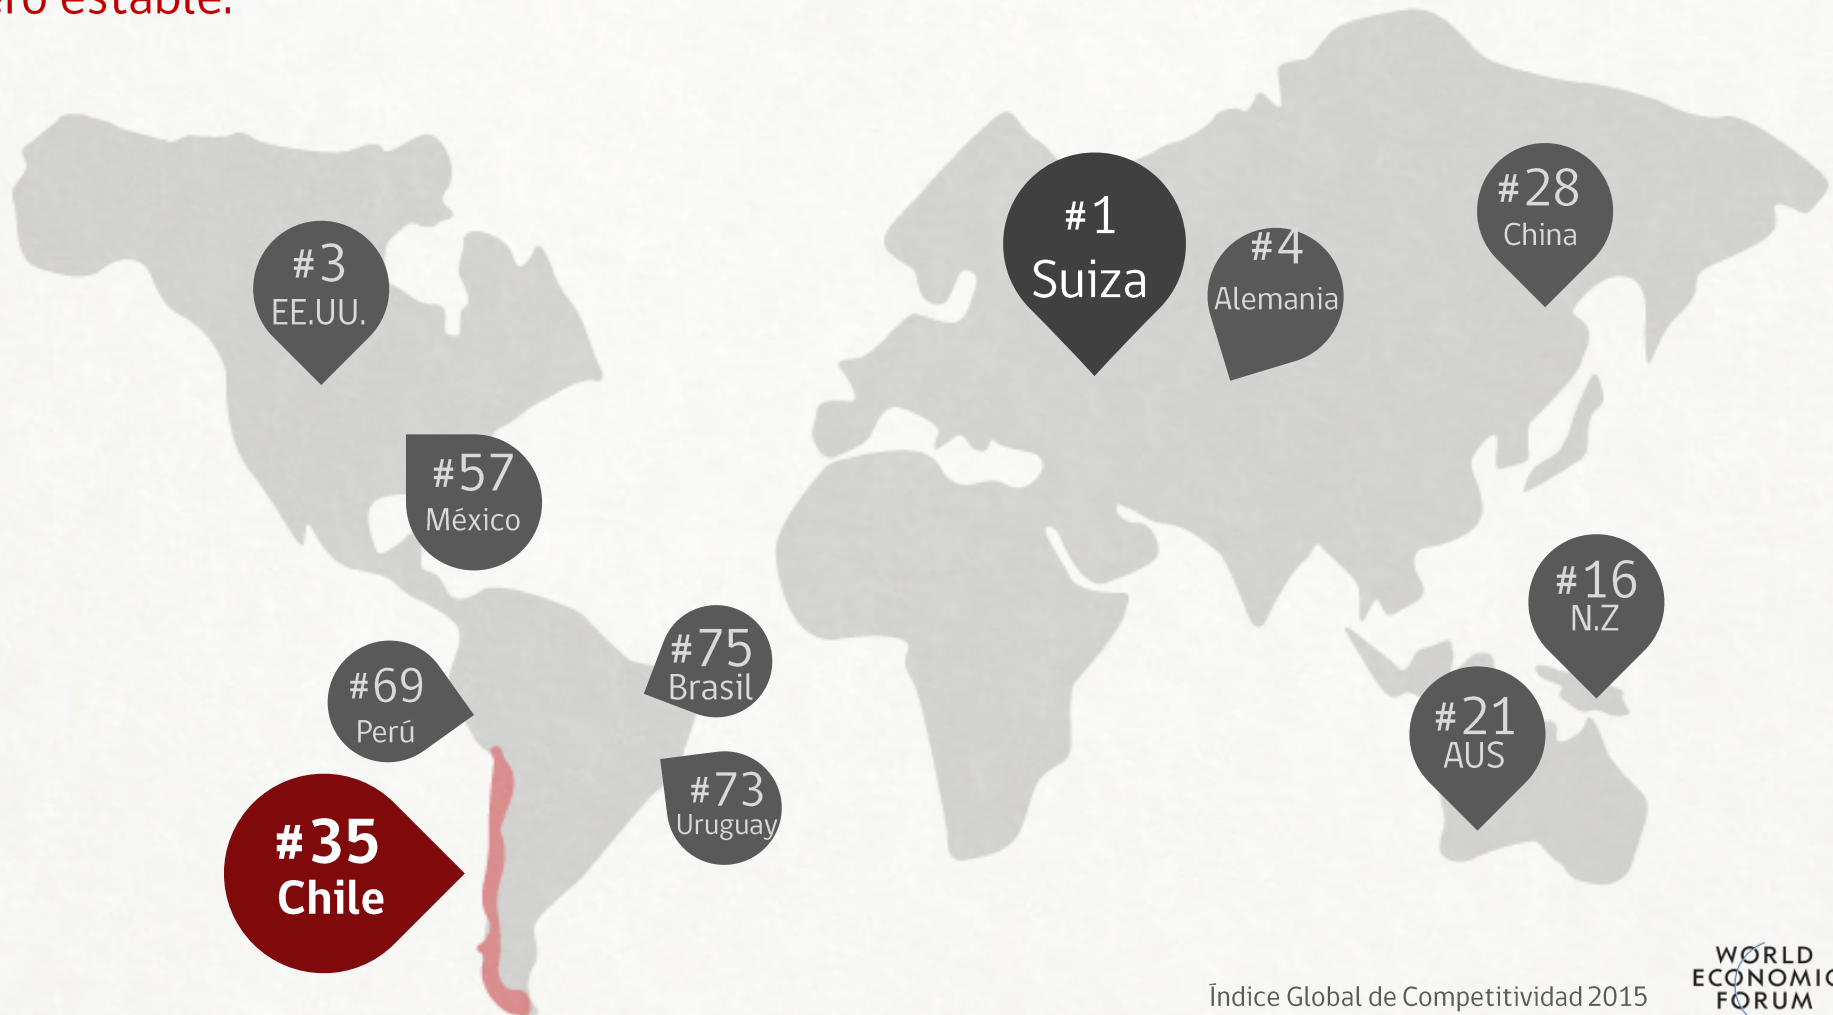 estable.
#1
Suiza
#28
China
#3
EE.UU.
#4
Alemania
#57
México
#16
N.Z
#75
Brasil
#69
Perú
#21
AUS
#73
Uruguay
#35
Chile
Índice Global de Competitividad 2015
WORLD
ECONOMIC
FORUM